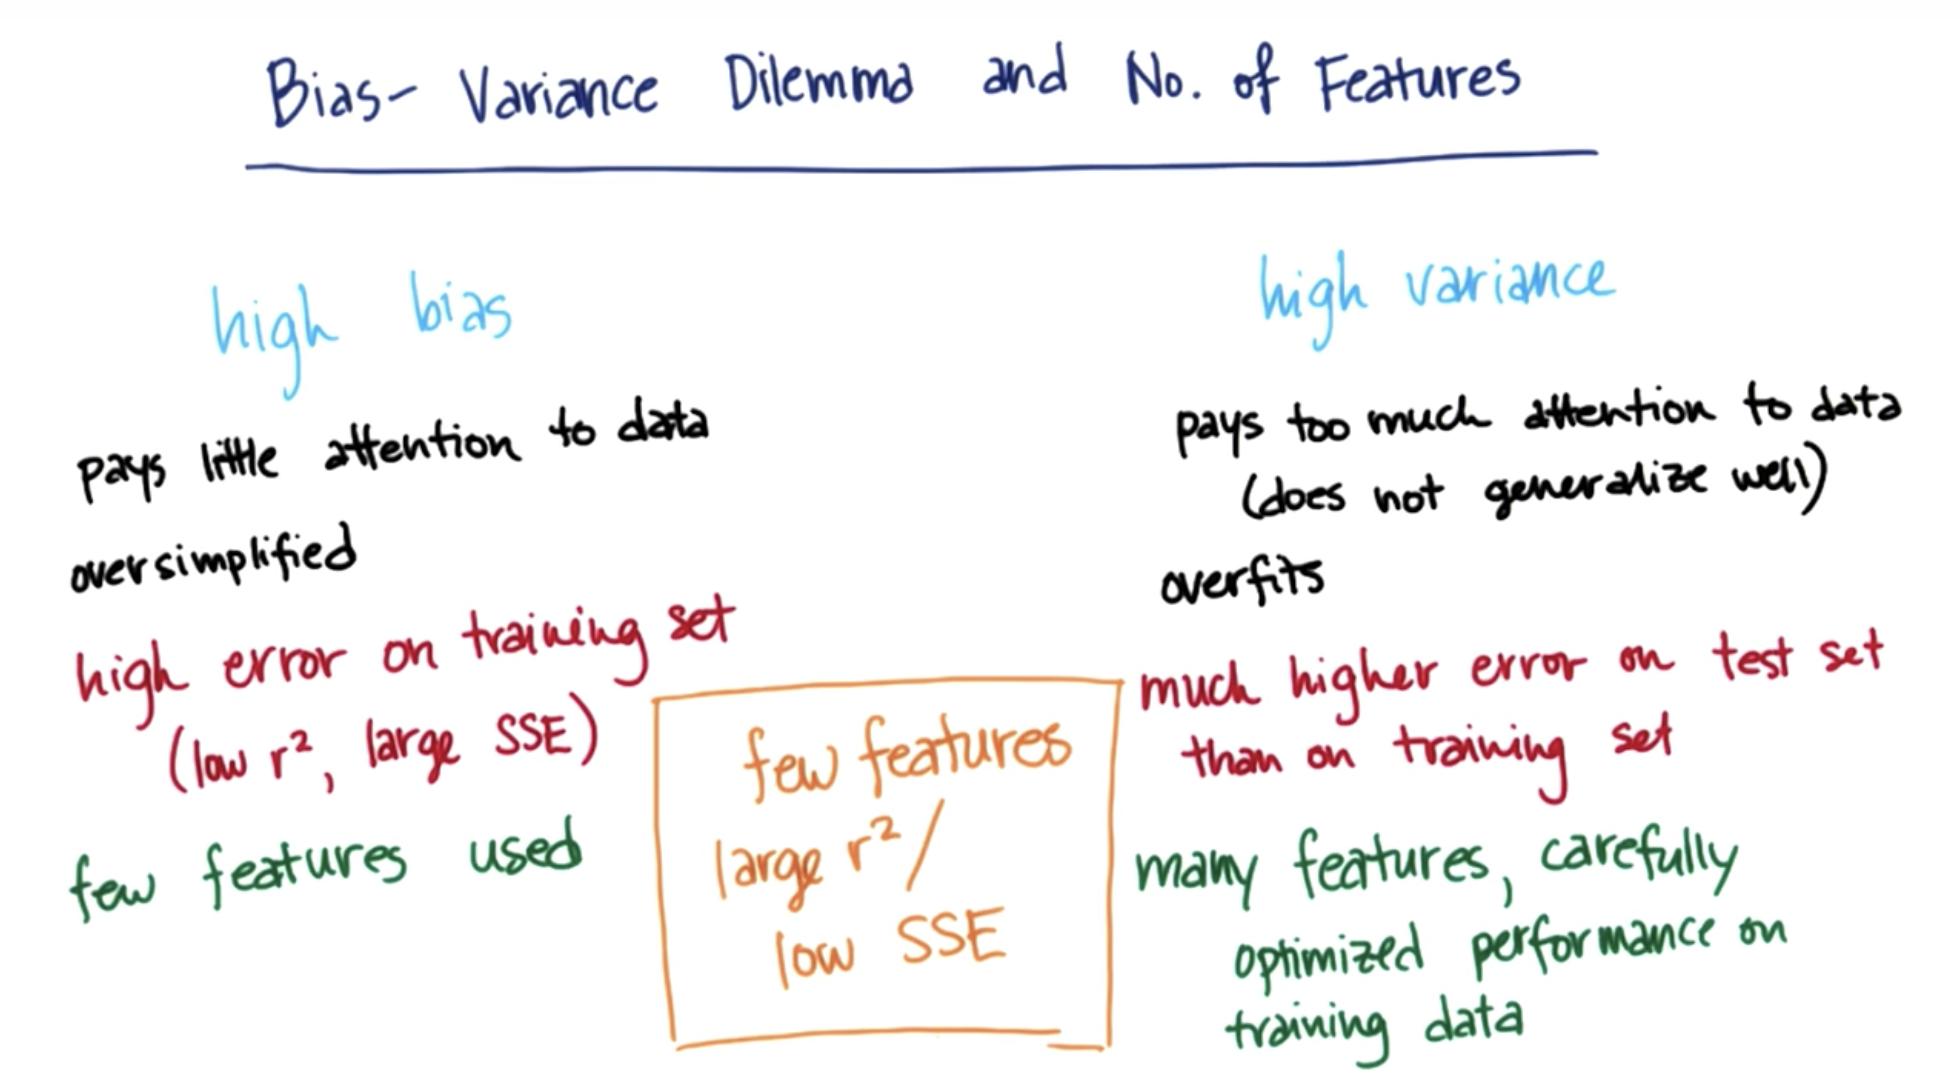 Bias-Variance Dilemma and No. of Features
high bias
pays little attention to data
oversimplified
high error on training set
(low r², large SSE)
few features used
few features
large r² /
low SSE
high variance
pays too much attention to data
(does not generalize well)
overfits
much higher error on test set
than on training set
many features, carefully
optimized performance on
training data